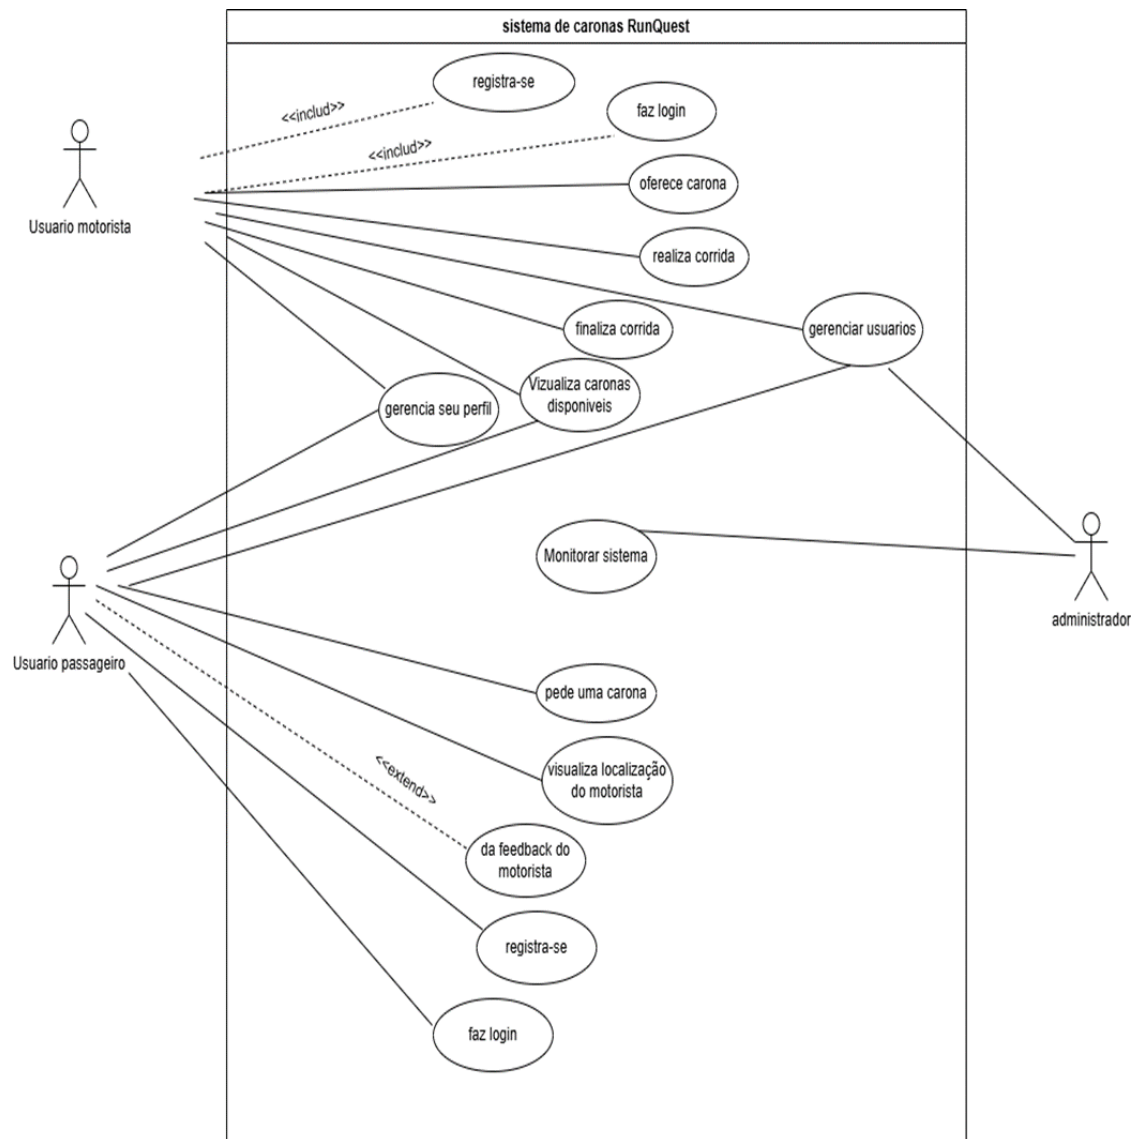 sistema de caronas RunQuest
registra-se
<<includ>>
faz login
<<includ>>
oferece carona
Usuario motorista
realiza corrida
finaliza corrida
gerenciar usuarios
Vizualiza caronas
disponiveis
gerencia seu perfil
Monitorar sistema
administrador
Usuario passageiro
pede uma carona
visualiza localização
do motorista
<<extend>>
da feedback do
motorista
registra-se
faz login